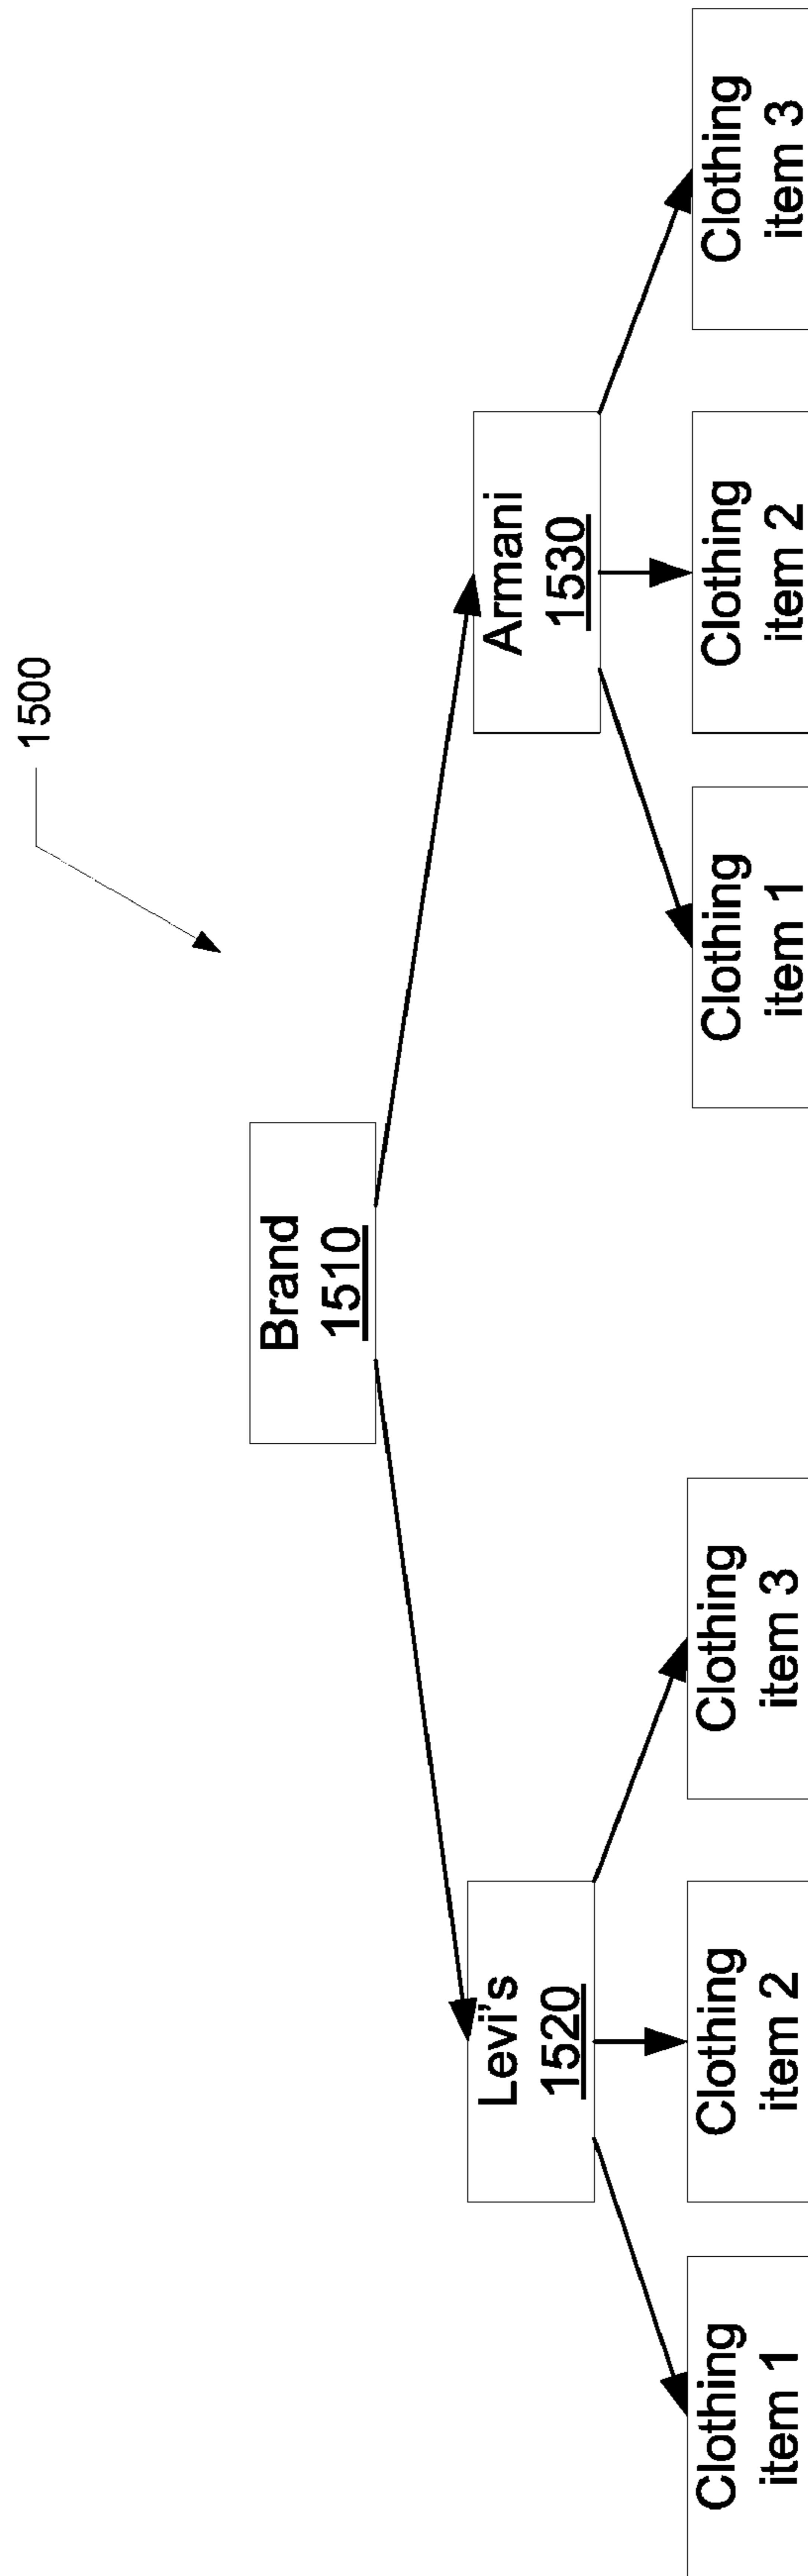 1500
Brand
1510
Levi's
1520
Armani
1530
Clothing
item 1
Clothing
item 2
Clothing
item 3
Clothing
item 1
Clothing
item 2
Clothing
item 3